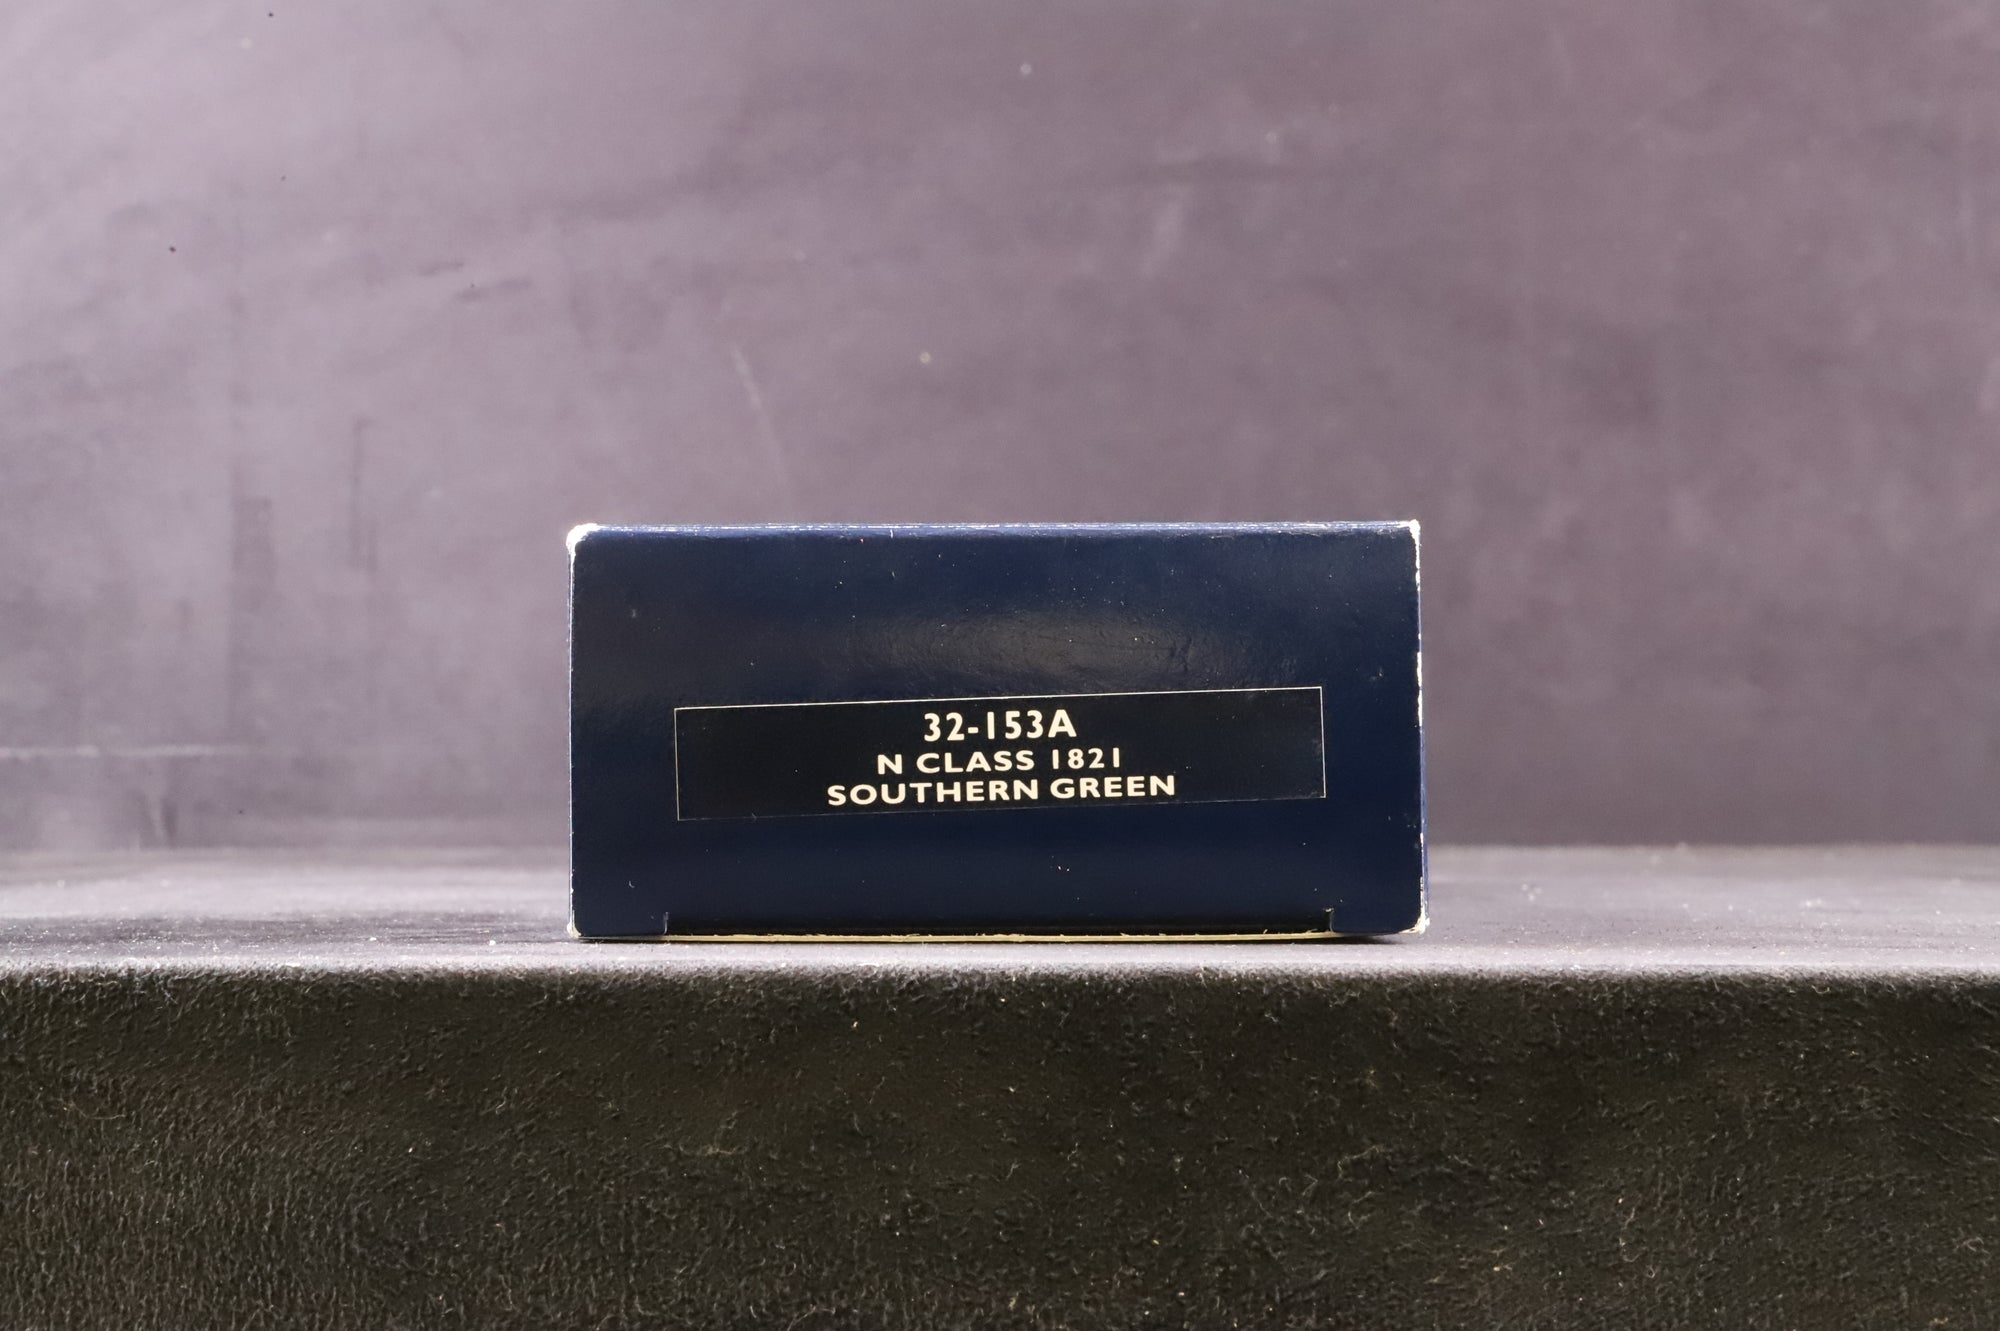 32-153A
N CLASS 1821
SOUTHERN GREEN